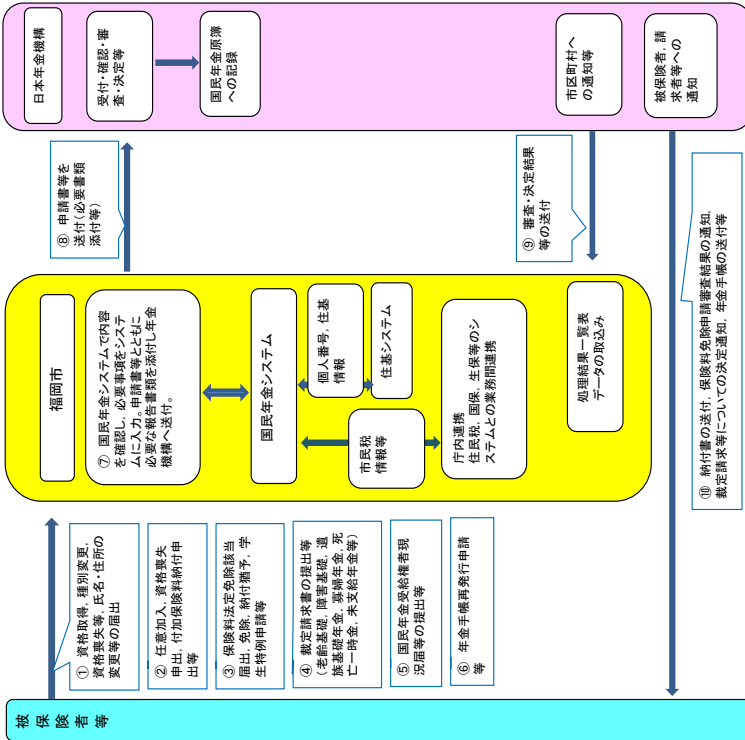 被保険者等
① 資格取得，種別変更，
資格喪失等，氏名・住所の
変更等の届出
② 任意加入，資格喪失
申出，付加保険料納付申
出等
③ 保険料法定免除該当
届出，免除，納付猶予，学
生特例申請等
④ 裁定請求書の提出等
（老齢基礎，障害基礎，遺
族基礎年金，寡婦年金，死
亡一時金，未支給年金等）
⑤ 国民年金受給権者現
況届等の提出等
⑥ 年金手帳再発行申請
等
福岡市
⑦ 国民年金システムで内容
を確認し，必要事項をシステ
ムに入力。申請書等とともに
必要な報告書類を添付し年金
機構へ送付。
国民年金システム
個人番号，住基
情報
住基システム
市民税
情報等
庁内連携
住民税，国保，生保等のシ
ステムとの業務間連携
処理結果一覧表
データの取込み
⑧ 申請書等を
送付（必要書類
添付等）
⑨ 審査・決定結果
等の送付
⑩ 納付書の送付，保険料免除申請審査結果の通知，
裁定請求等についての決定通知，年金手帳の送付等
日本年金機構
受付・確認・審
査・決定等
国民年金原簿
への記録
市区町村へ
の通知等
被保険者，請
求者等への
通知